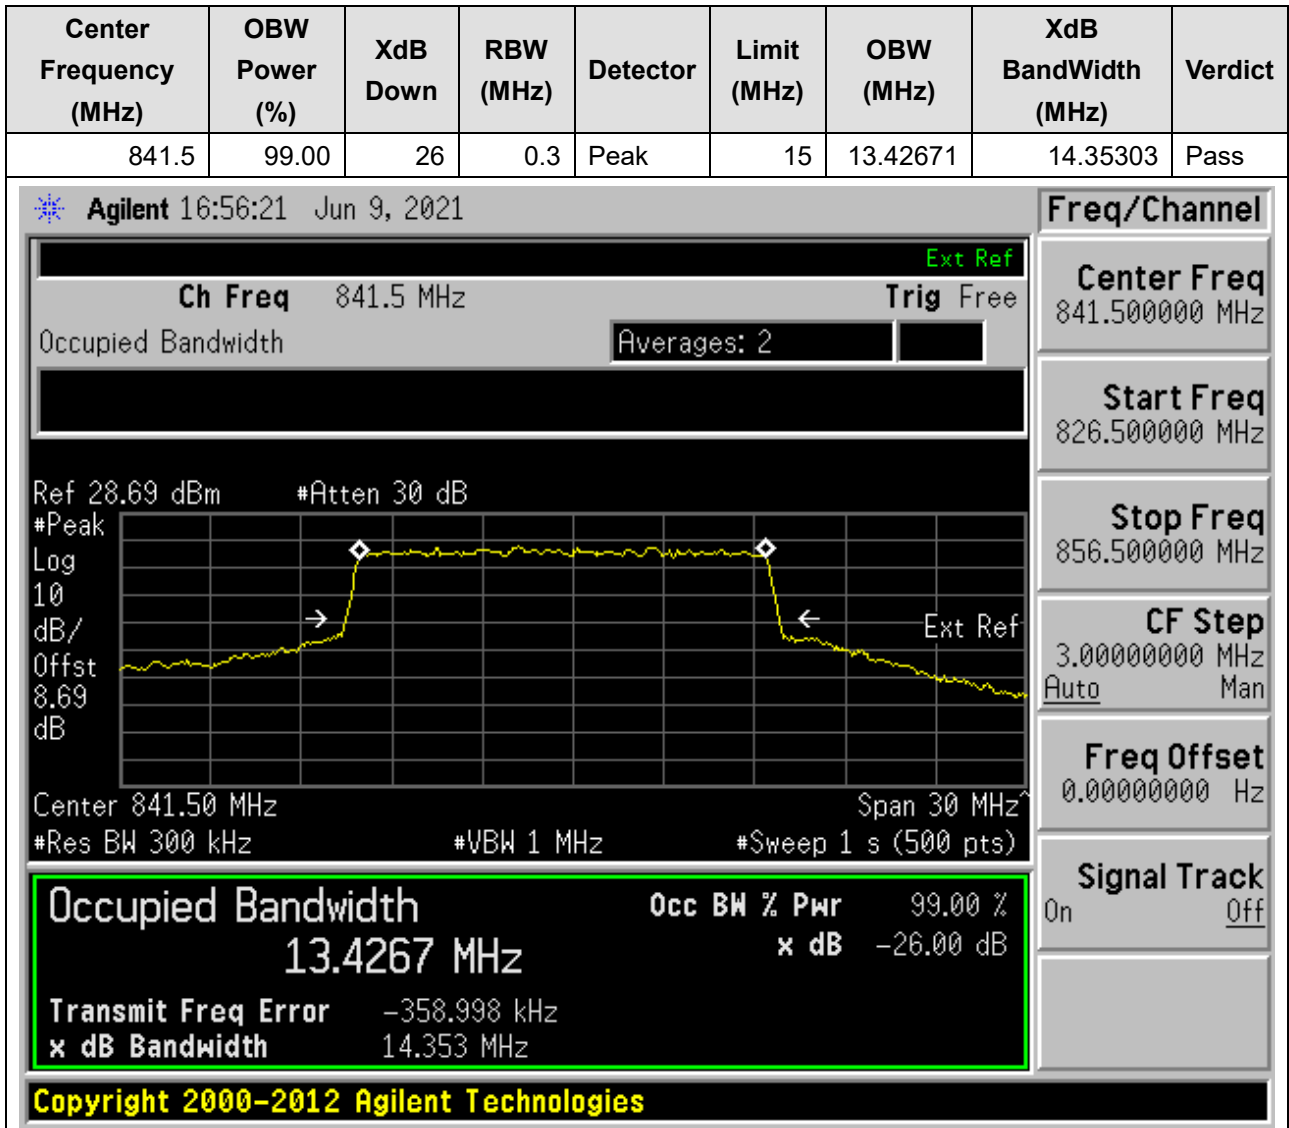 Center Frequency (MHz) OBW Power (%) XdB Down RBW (MHz) Detector Limit (MHz) OBW (MHz) XdB BandWidth (MHz) Verdict
841.5 99.00 26 0.3 Peak 15 13.42671 14.35303 Pass
Agilent 16:56:21 Jun 9, 2021
Ext Ref
Ch Freq 841.5 MHz Trig Free
Occupied Bandwidth Averages: 2
Ref 28.69 dBm #Atten 30 dB
#Peak
Log
10
dB/
Offst
8.69
dB
Ext Ref
Center 841.50 MHz Span 30 MHz^
#Res BW 300 kHz #VBW 1 MHz #Sweep 1 s (500 pts)
Occupied Bandwidth Occ BW % Pwr 99.00 %
13.4267 MHz x dB -26.00 dB
Transmit Freq Error -358.998 kHz
x dB Bandwidth 14.353 MHz
Freq/Channel
Center Freq
841.500000 MHz
Start Freq
826.500000 MHz
Stop Freq
856.500000 MHz
CF Step
3.00000000 MHz
Auto Man
Freq Offset
0.00000000 Hz
Signal Track
On Off
Copyright 2000-2012 Agilent Technologies